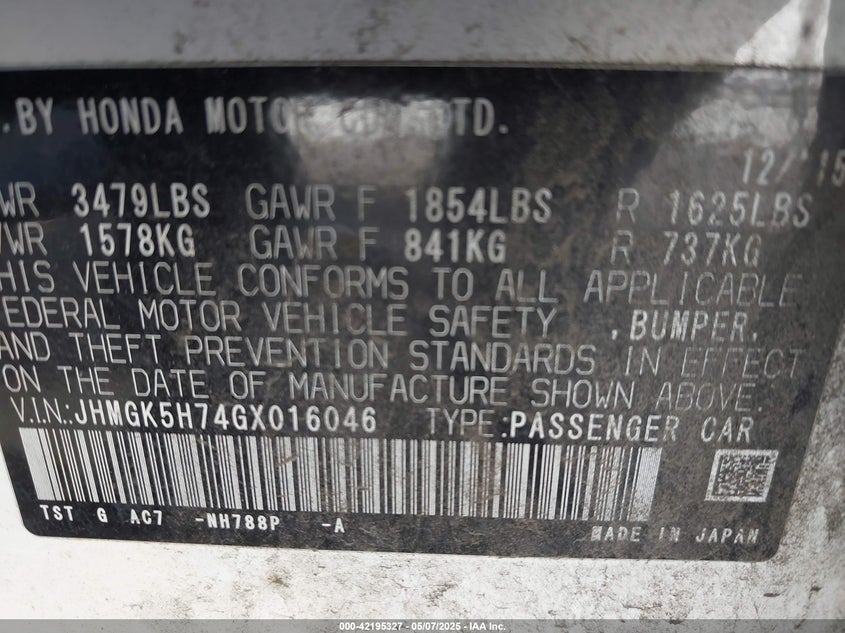 . BY HONDA MOTOR CO., LTD.
12/'15
WR 3479LBS GAWR F 1854LBS R 1625LBS
VWR 1578KG GAWR F 841KG R 737KG
HIS VEHICLE CONFORMS TO ALL APPLICABLE
EDERAL MOTOR VEHICLE SAFETY , BUMPER,
AND THEFT PREVENTION STANDARDS IN EFFECT
ON THE DATE OF MANUFACTURE SHOWN ABOVE.
V.I.N.:JHMGK5H74GX016046 TYPE:PASSENGER CAR
TST G AC7 -NH788P -A
MADE IN JAPAN
000-42195327 - 05/07/2025 - IAA Inc.